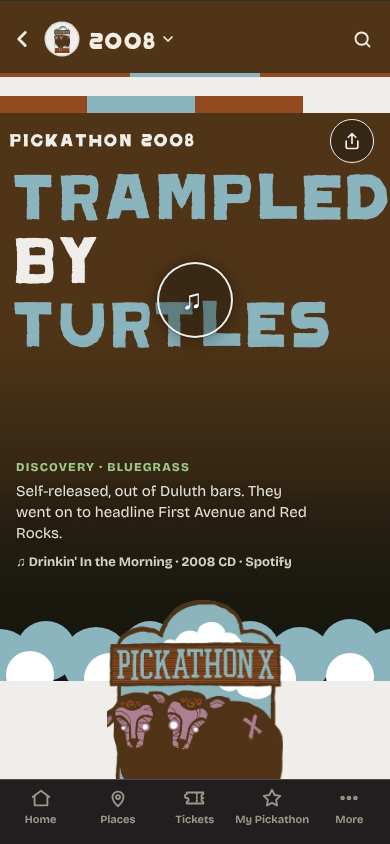 2008
PICKATHON 2008
TRAMPLED
BY
TURTLES
DISCOVERY · BLUEGRASS
Self-released, out of Duluth bars. They
went on to headline First Avenue and Red
Rocks.
♫ Drinkin' In the Morning · 2008 CD · Spotify
PICKATHON X
Home
Places
Tickets
My Pickathon
More